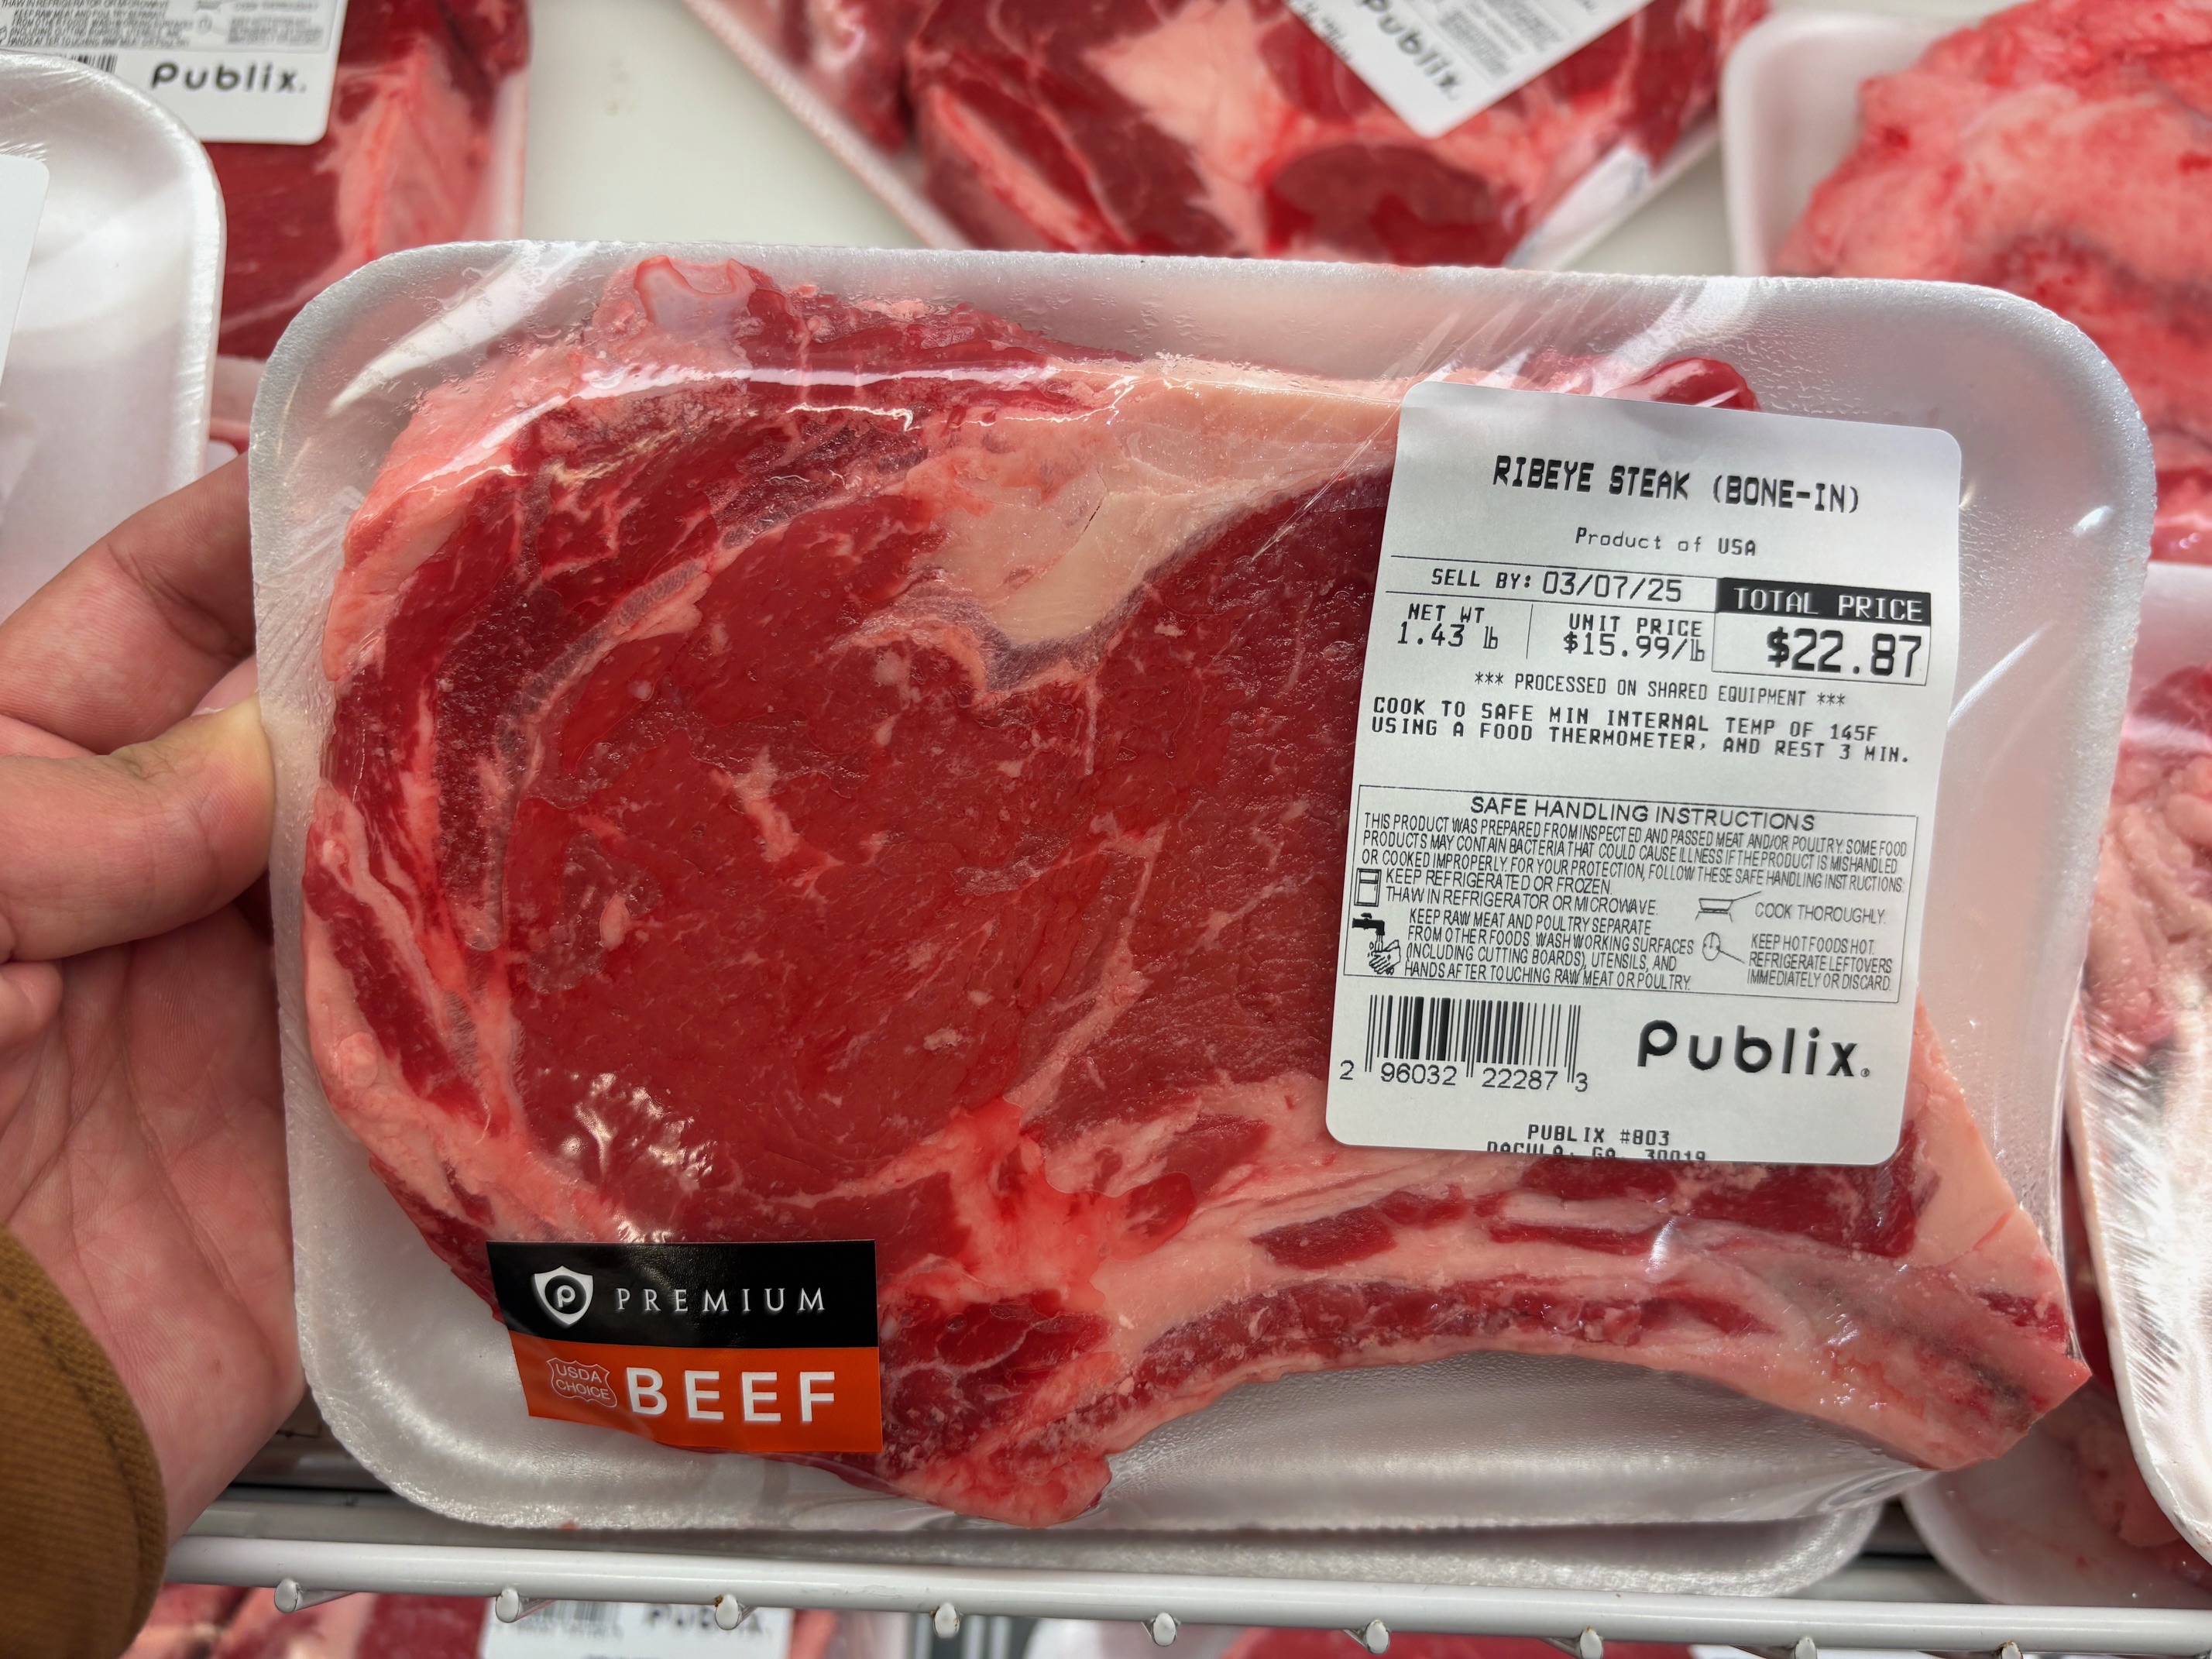 PREMIUM
USDA
CHOICE
BEEF
RIBEYE STEAK (BONE-IN)
Product of USA
SELL BY: 03/07/25
TOTAL PRICE
NET WT
1.43 lb
UNIT PRICE
$15.99/lb
$22.87
*** PROCESSED ON SHARED EQUIPMENT ***
COOK TO SAFE MIN INTERNAL TEMP OF 145F
USING A FOOD THERMOMETER, AND REST 3 MIN.
SAFE HANDLING INSTRUCTIONS
THIS PRODUCT WAS PREPARED FROM INSPECTED AND PASSED MEAT AND/OR POULTRY. SOME FOOD
PRODUCTS MAY CONTAIN BACTERIA THAT COULD CAUSE ILLNESS IF THE PRODUCT IS MISHANDLED
OR COOKED IMPROPERLY. FOR YOUR PROTECTION, FOLLOW THESE SAFE HANDLING INSTRUCTIONS.
KEEP REFRIGERATED OR FROZEN.
THAW IN REFRIGERATOR OR MICROWAVE.
KEEP RAW MEAT AND POULTRY SEPARATE
FROM OTHER FOODS. WASH WORKING SURFACES
(INCLUDING CUTTING BOARDS), UTENSILS, AND
HANDS AFTER TOUCHING RAW MEAT OR POULTRY.
COOK THOROUGHLY.
KEEP HOT FOODS HOT.
REFRIGERATE LEFTOVERS
IMMEDIATELY OR DISCARD.
2 96032 22287 3
Publix.
PUBLIX #803
DACULA, GA 30019
Publix.
Publix.